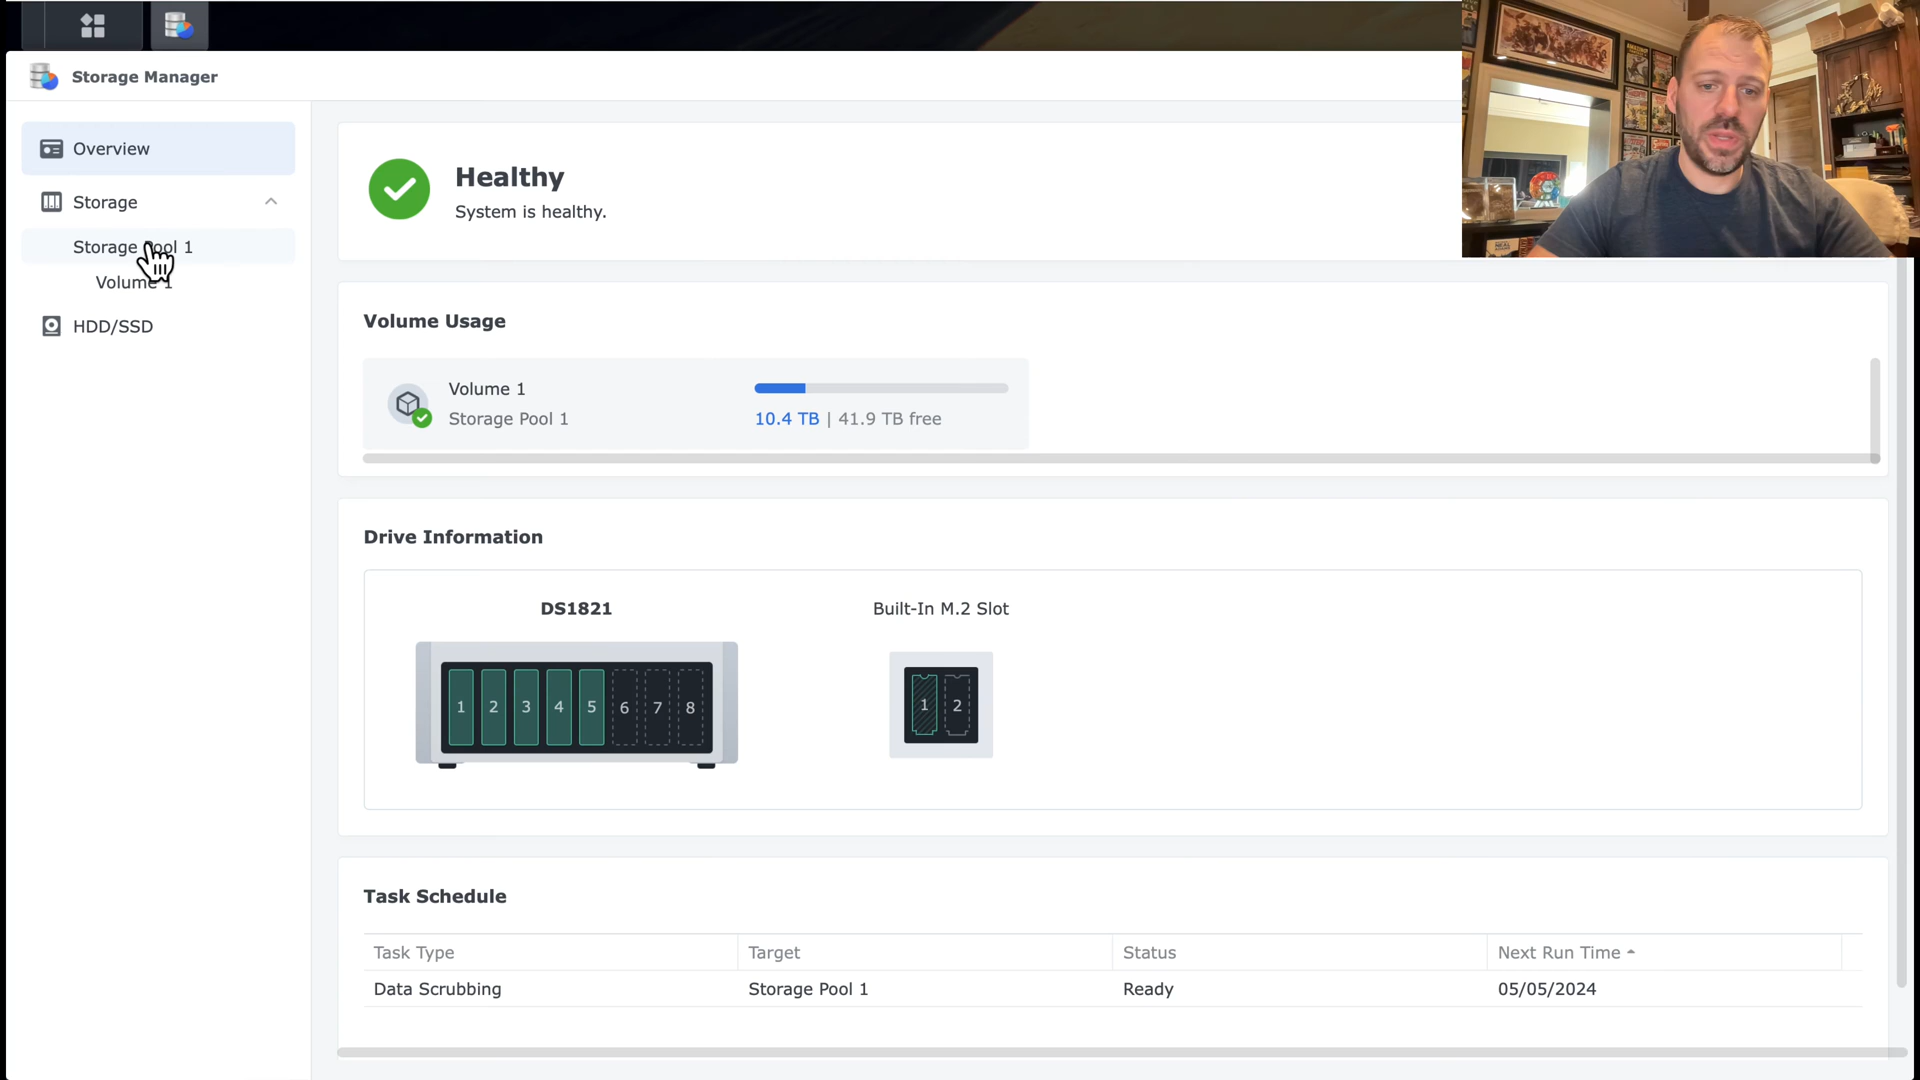 Storage Manager
Overview
Storage
Storage Pool 1
Volume 1
HDD/SSD
Healthy
System is healthy.
Volume Usage
Volume 1
Storage Pool 1
10.4 TB | 41.9 TB free
Drive Information
DS1821
Built-In M.2 Slot
1 2 3 4 5 6 7 8
1 2
Task Schedule
Task Type Target Status Next Run Time
Data Scrubbing Storage Pool 1 Ready 05/05/2024